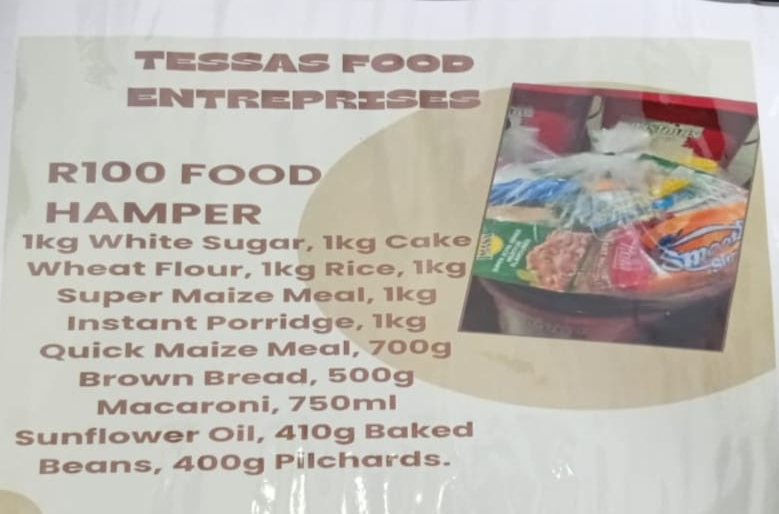 TESSAS FOOD
ENTREPRISES
R100 FOOD
HAMPER
1kg White Sugar, 1kg Cake
Wheat Flour, 1kg Rice, 1kg
Super Maize Meal, 1kg
Instant Porridge, 1kg
Quick Maize Meal, 700g
Brown Bread, 500g
Macaroni, 750ml
Sunflower Oil, 410g Baked
Beans, 400g Pilchards.